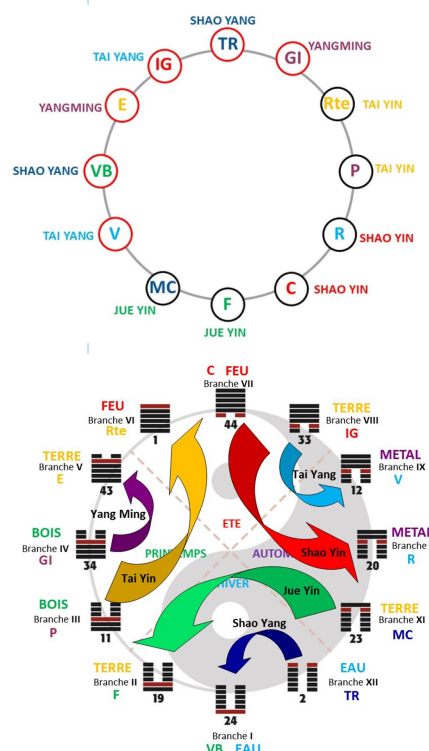 SHAO YANG
TR
TAI YANG
IG
GI
YANGMING
YANGMING
E
Rte
TAI YIN
SHAO YANG
VB
P
TAI YIN
TAI YANG
V
R
SHAO YIN
MC
C
SHAO YIN
JUE YIN
F
JUE YIN
C FEU
Branche VII
44
FEU
Branche VI
Rte
1
TERRE
Branche VIII
IG
33
TERRE
Branche V
E
43
METAL
Branche IX
V
12
Tai Yang
Yang Ming
ETE
BOIS
Branche IV
GI
34
PRINTEMPS
AUTOM
Shao Yin
METAL
Branche
R
20
Tai Yin
HIVER
Jue Yin
BOIS
Branche III
P
11
Shao Yang
TERRE
Branche XI
MC
23
TERRE
Branche II
F
19
EAU
Branche XII
TR
2
24
Branche I
VB EAU